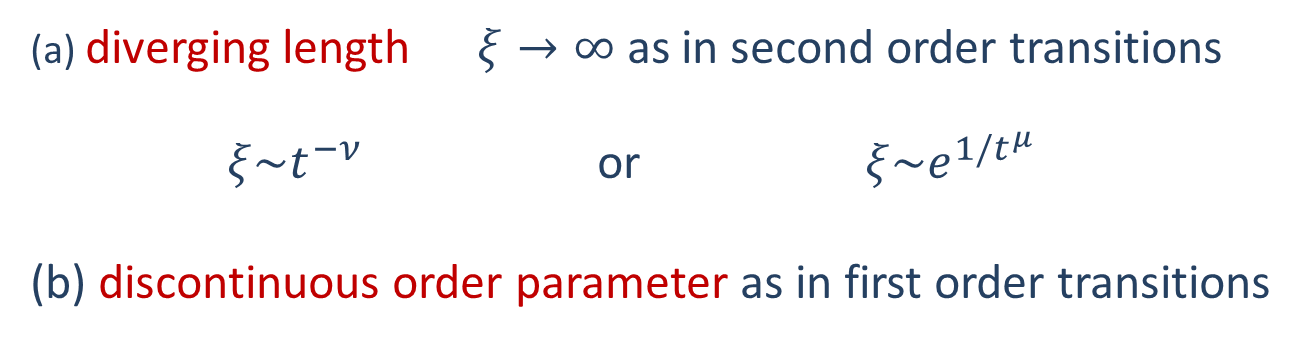 (a) diverging length ξ → ∞ as in second order transitions
ξ~t^{−ν} or ξ~e^{1/t^μ}
(b) discontinuous order parameter as in first order transitions